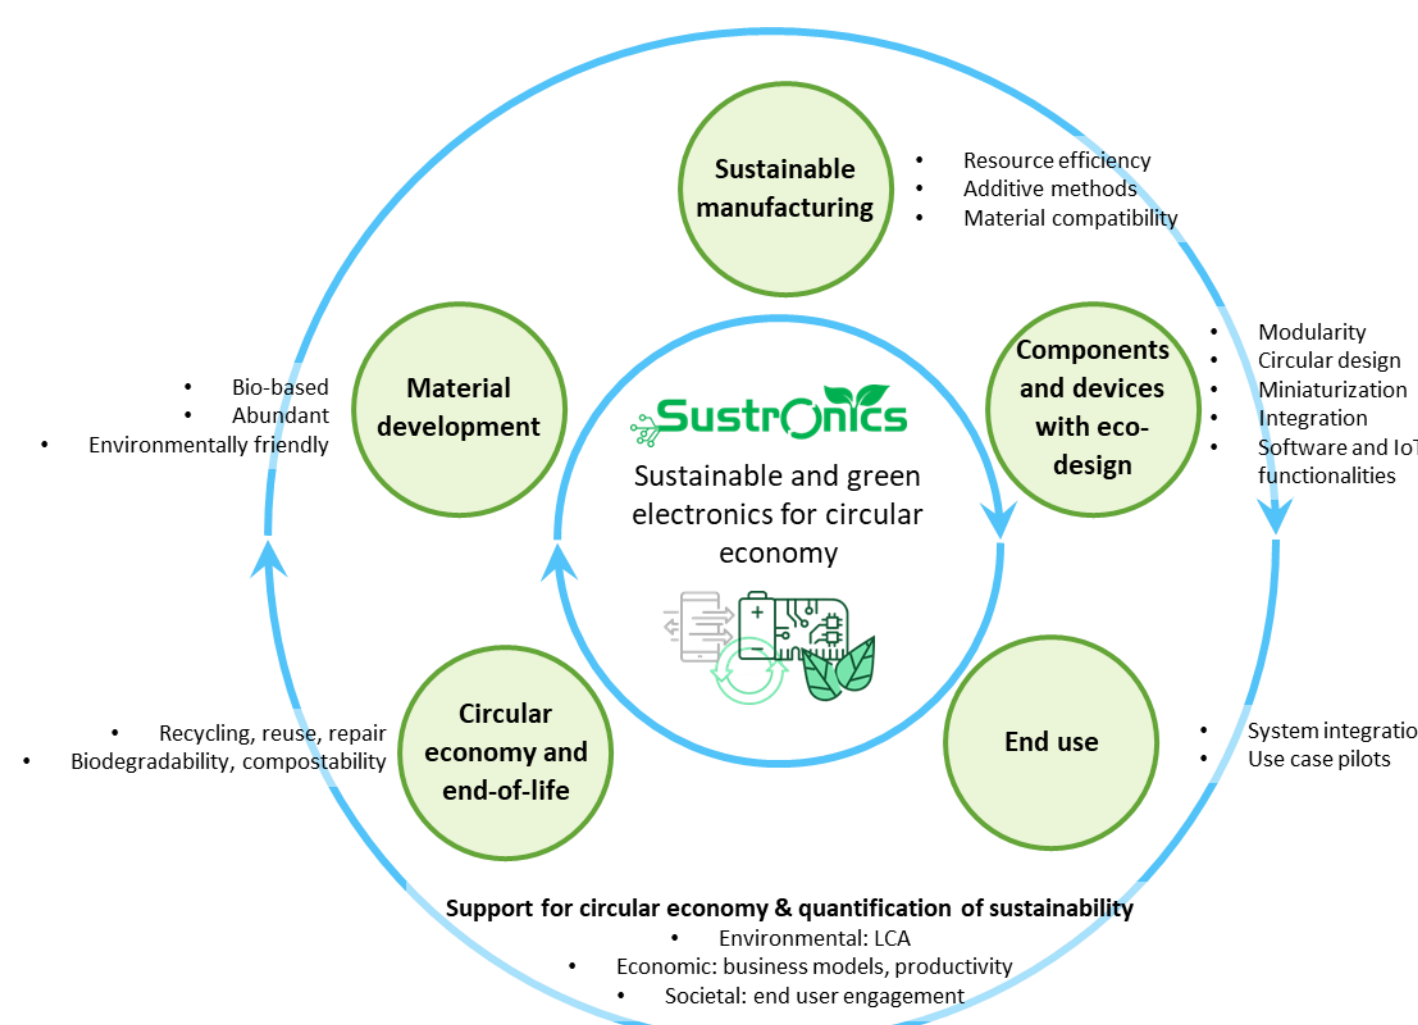 Sustainable
manufacturing
• Resource efficiency
• Additive methods
• Material compatibility
Components
and devices
with eco-
design
• Modularity
• Circular design
• Miniaturization
• Integration
• Software and IoT
functionalities
Material
development
• Bio-based
• Abundant
• Environmentally friendly
SustrOnics
Sustainable and green
electronics for circular
economy
Circular
economy and
end-of-life
• Recycling, reuse, repair
• Biodegradability, compostability
End use
• System integratio
• Use case pilots
Support for circular economy & quantification of sustainability
• Environmental: LCA
• Economic: business models, productivity
• Societal: end user engagement